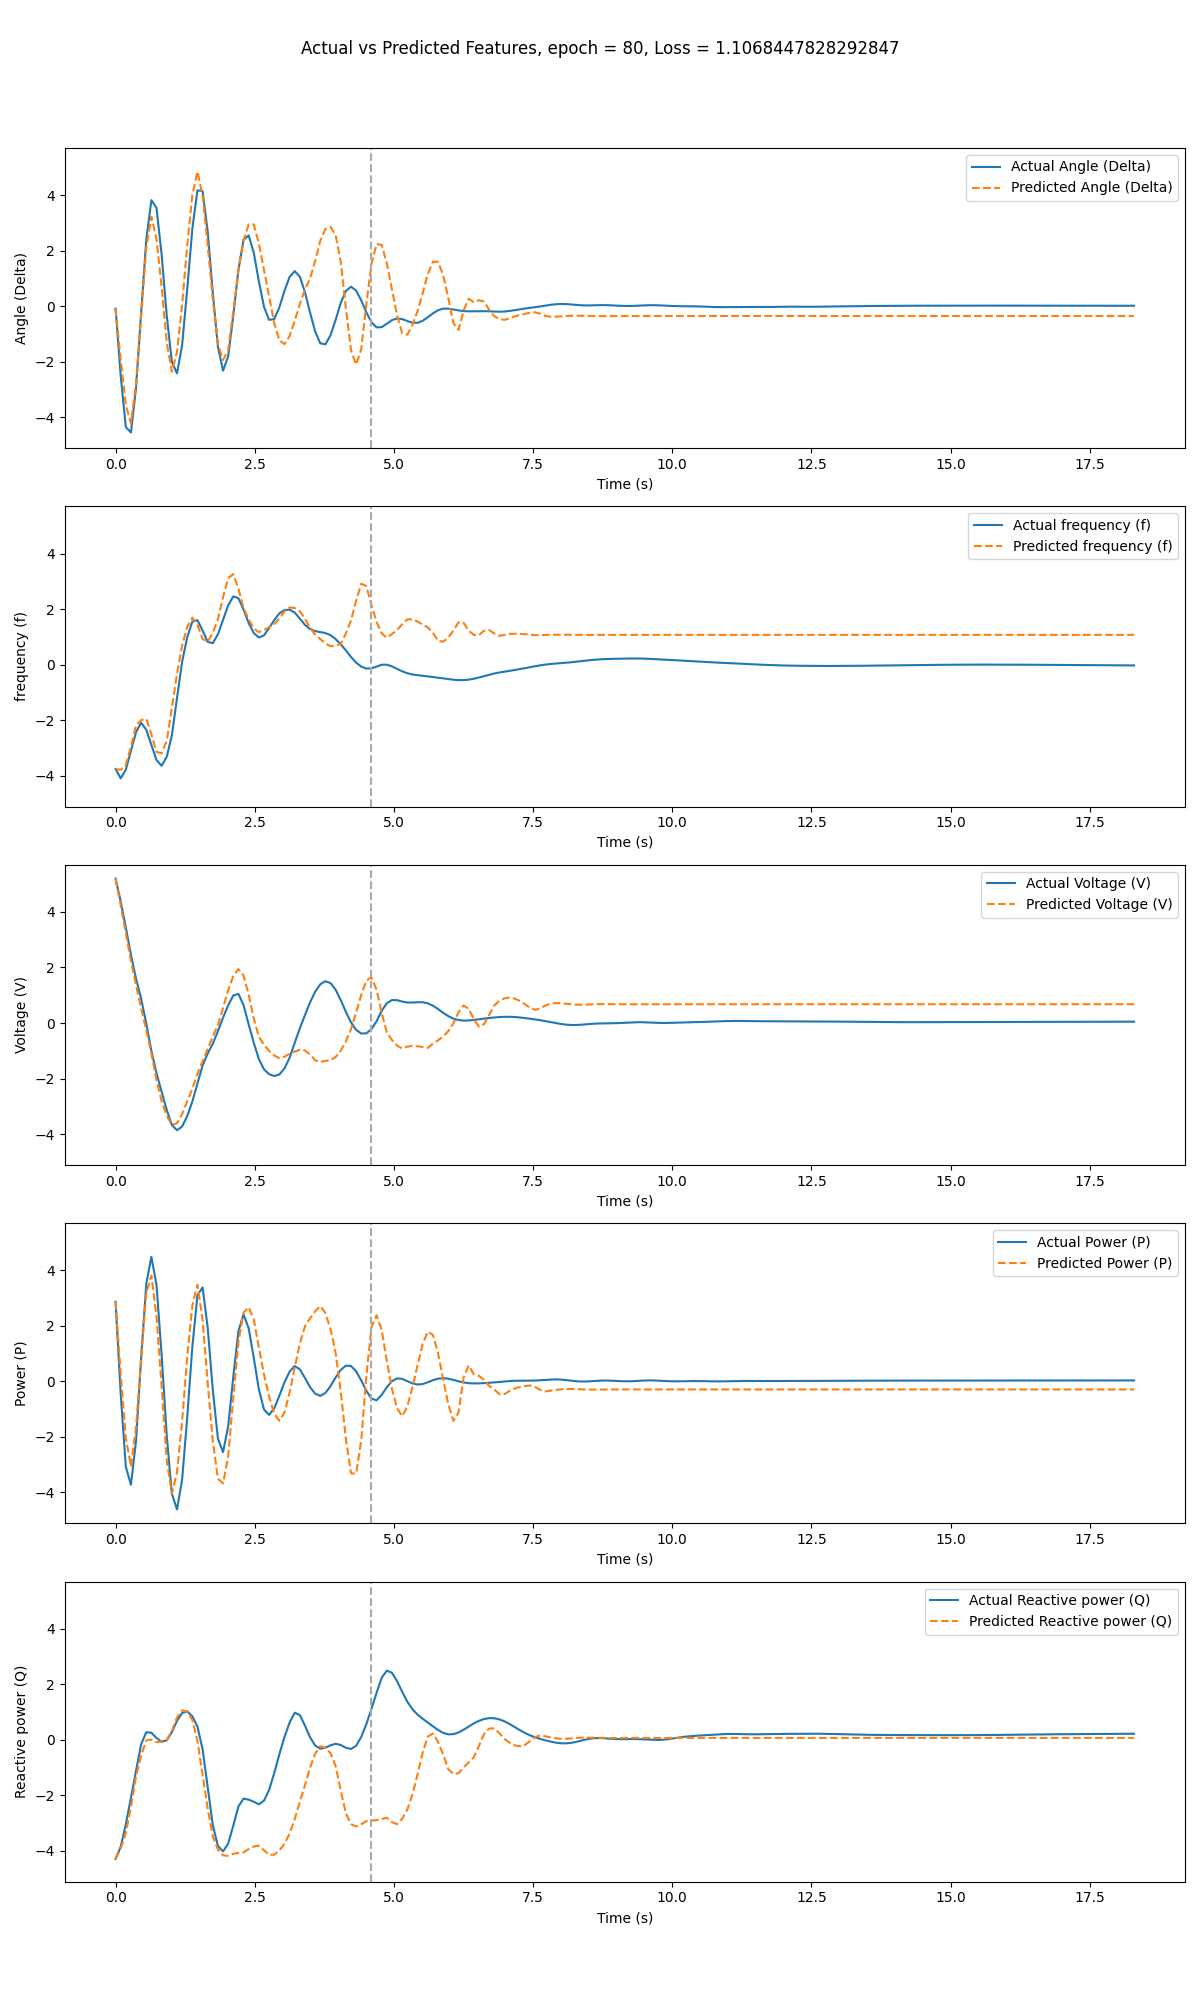 Actual vs Predicted Features, epoch = 80, Loss = 1.1068447828292847
Actual Angle (Delta)
Predicted Angle (Delta)
Angle (Delta)
4
2
0
−2
−4
0.0 2.5 5.0 7.5 10.0 12.5 15.0 17.5
Time (s)
Actual frequency (f)
Predicted frequency (f)
frequency (f)
4
2
0
−2
−4
0.0 2.5 5.0 7.5 10.0 12.5 15.0 17.5
Time (s)
Actual Voltage (V)
Predicted Voltage (V)
Voltage (V)
4
2
0
−2
−4
0.0 2.5 5.0 7.5 10.0 12.5 15.0 17.5
Time (s)
Actual Power (P)
Predicted Power (P)
Power (P)
4
2
0
−2
−4
0.0 2.5 5.0 7.5 10.0 12.5 15.0 17.5
Time (s)
Actual Reactive power (Q)
Predicted Reactive power (Q)
Reactive power (Q)
4
2
0
−2
−4
0.0 2.5 5.0 7.5 10.0 12.5 15.0 17.5
Time (s)